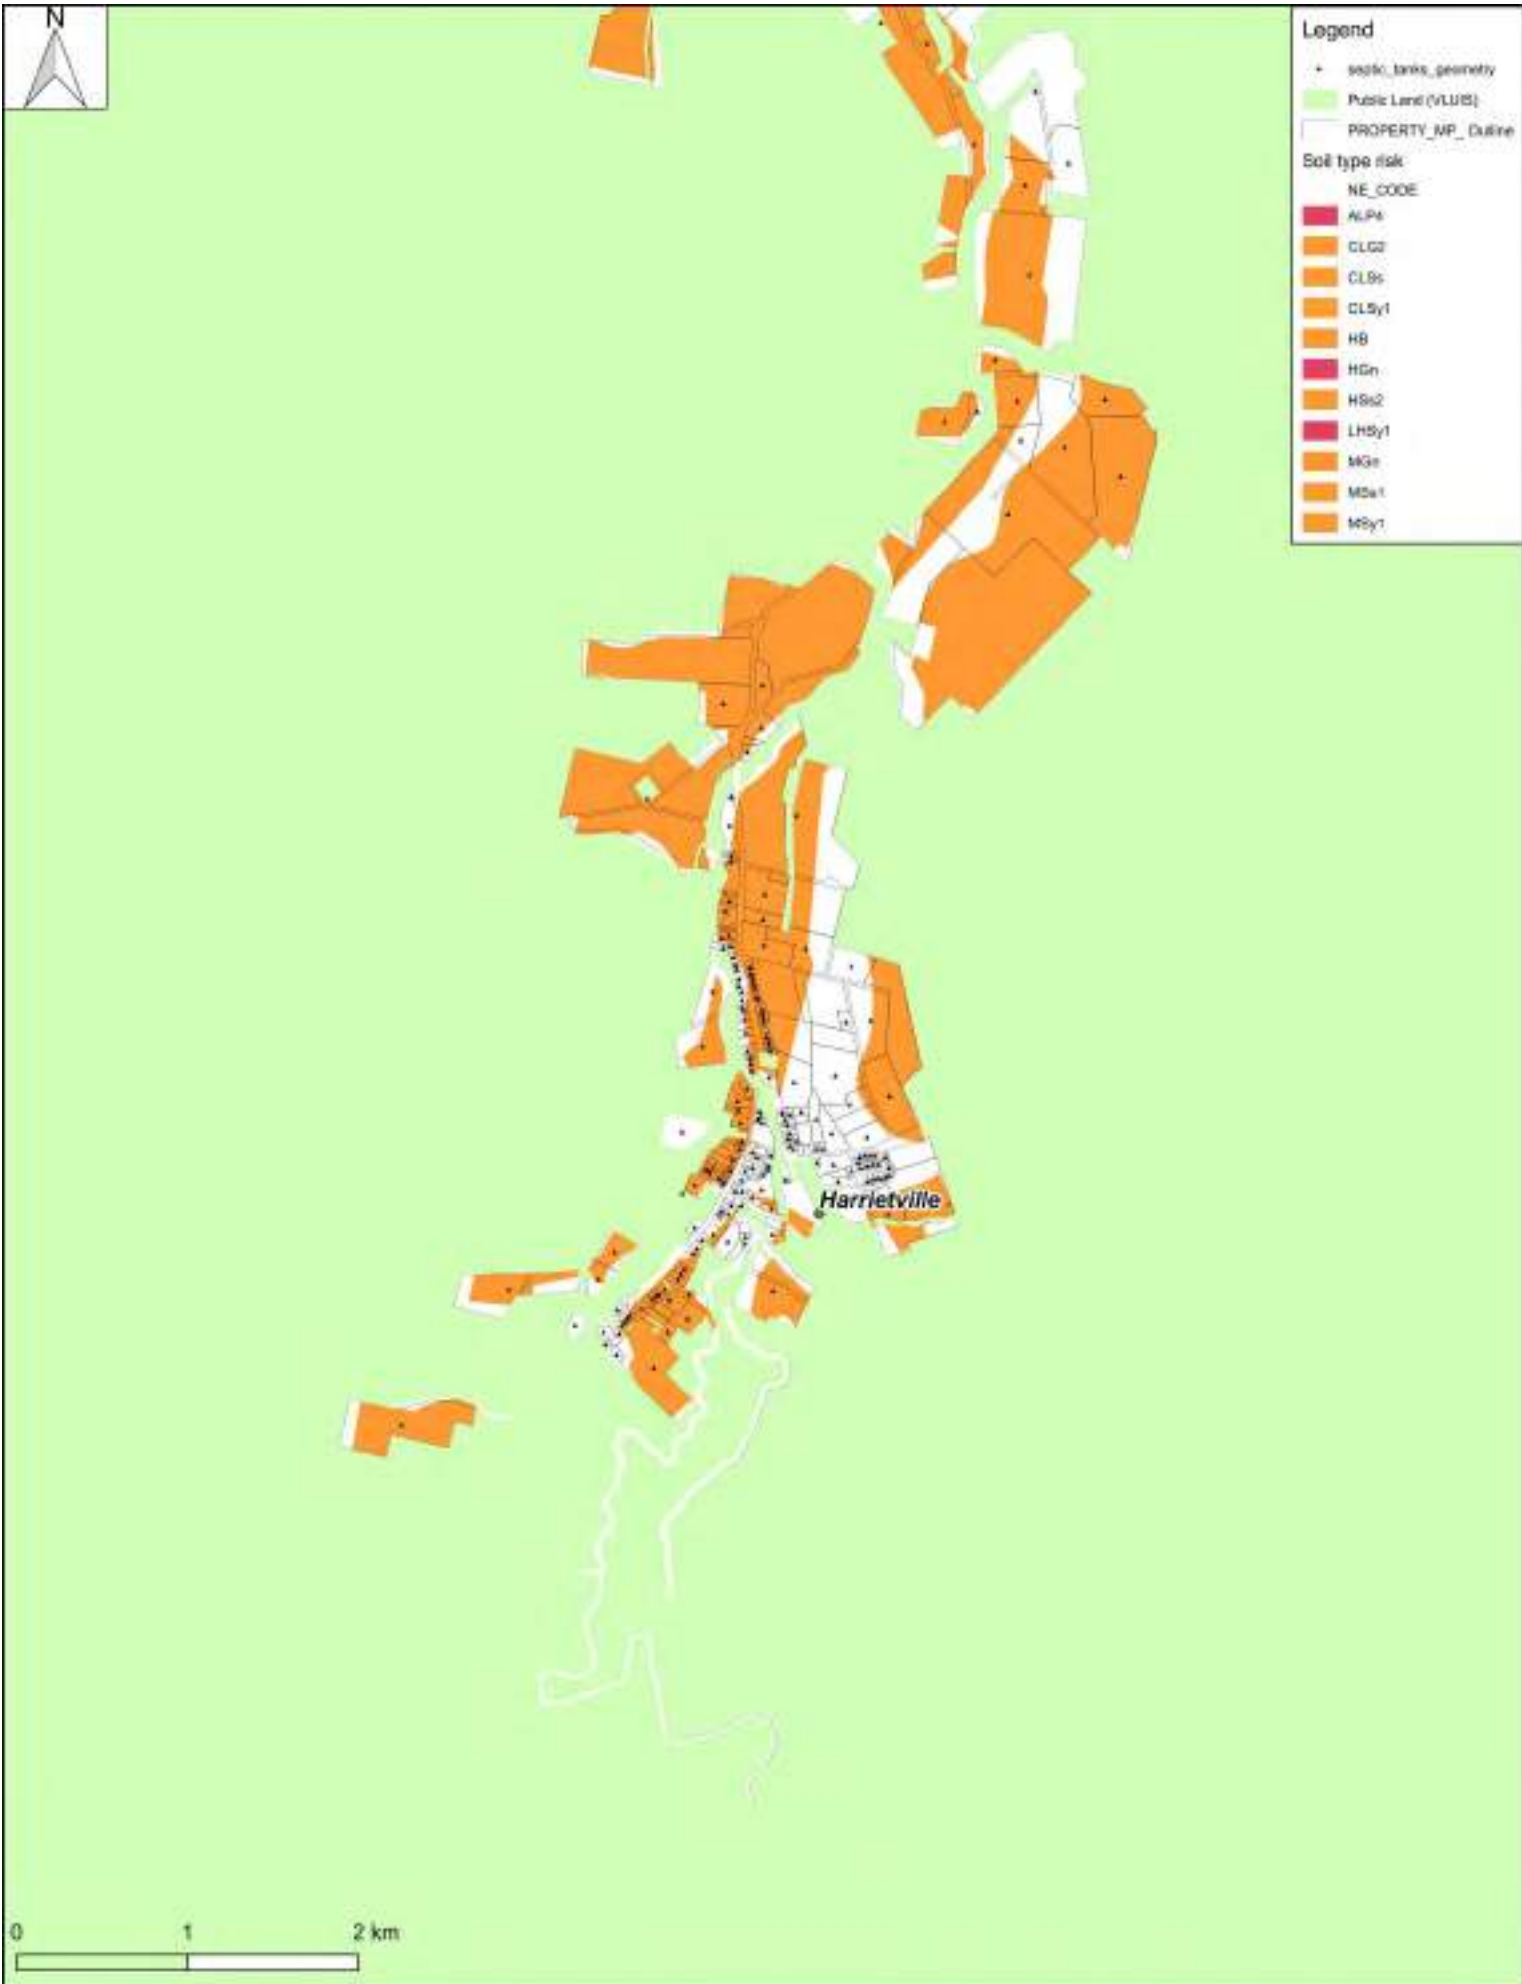 N
Legend
septic_tanks_geometry
Public Land (VLUIS)
PROPERTY_MP_ Outline
Soil type risk
NE_CODE
ALP4
CLG2
CLSs
CLSy1
HB
HGn
HSs2
LHSy1
MGn
MSs1
MSy1
Harrietville
0 1 2 km